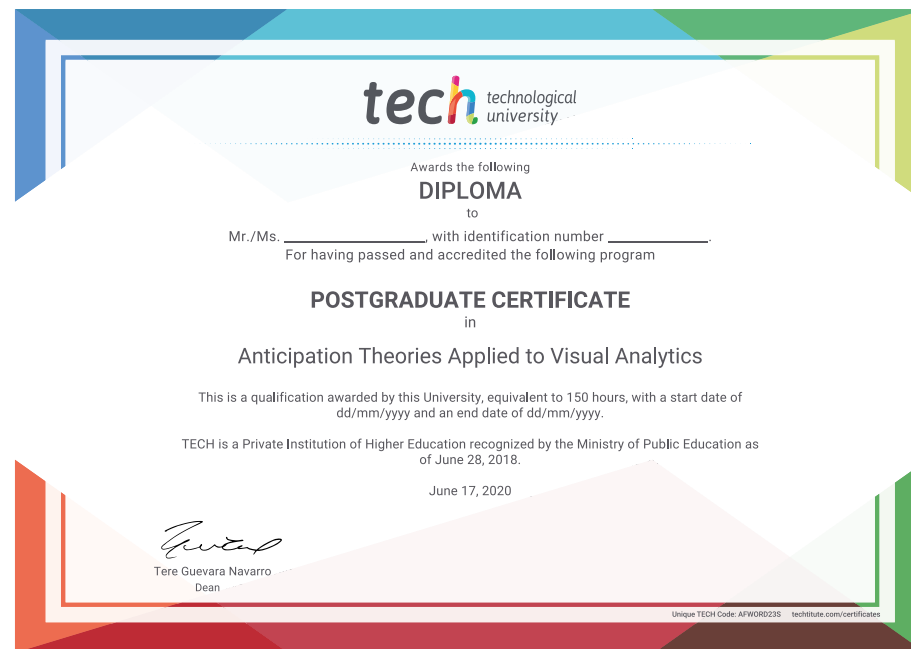 tech technological
university
Awards the following
DIPLOMA
to
Mr./Ms. ____________________, with identification number ______________.
For having passed and accredited the following program
POSTGRADUATE CERTIFICATE
in
Anticipation Theories Applied to Visual Analytics
This is a qualification awarded by this University, equivalent to 150 hours, with a start date of
dd/mm/yyyy and an end date of dd/mm/yyyy.
TECH is a Private Institution of Higher Education recognized by the Ministry of Public Education as
of June 28, 2018.
June 17, 2020
Tere Guevara Navarro
Dean
Unique TECH Code: AFWORD23S techtitute.com/certificates